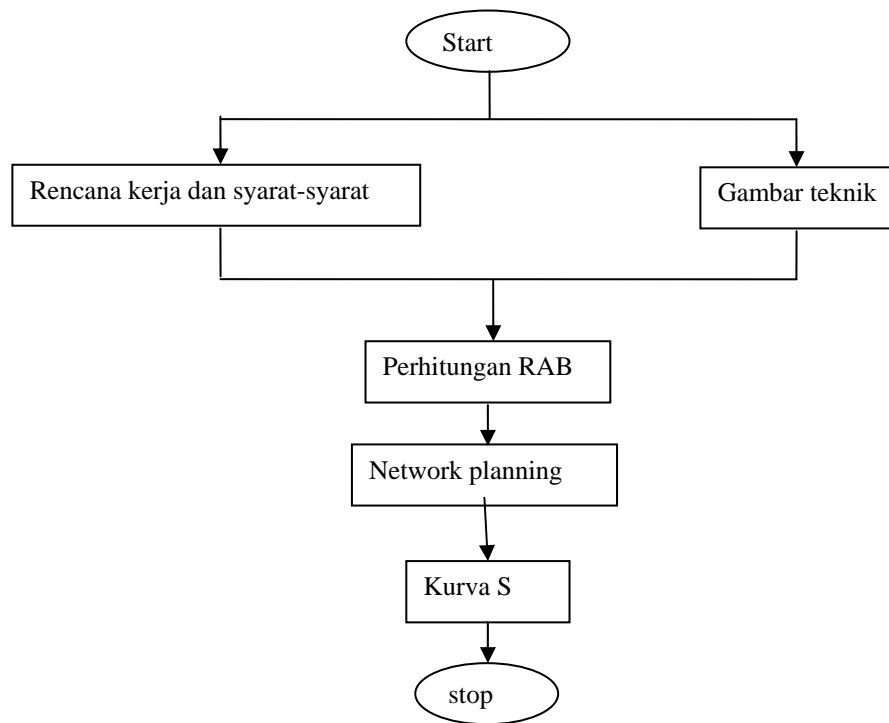 Start
Rencana kerja dan syarat-syarat
Gambar teknik
Perhitungan RAB
Network planning
Kurva S
stop